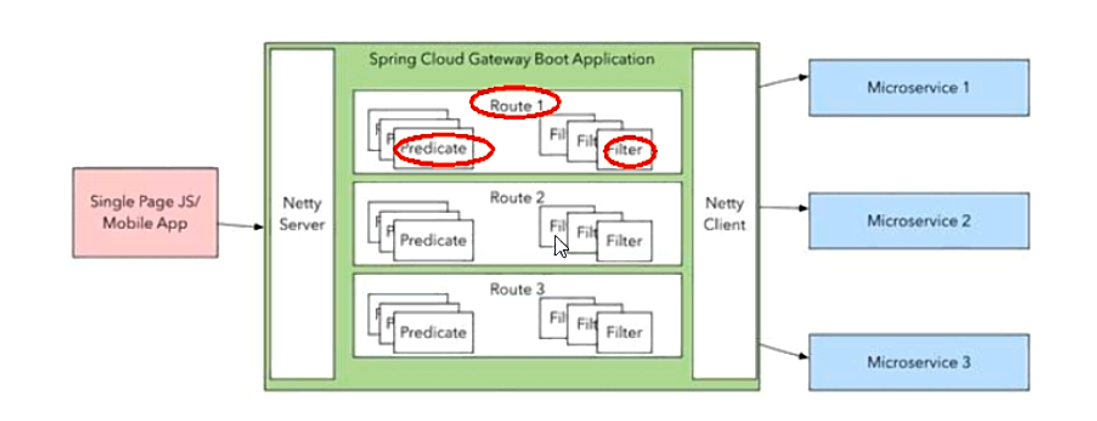 Spring Cloud Gateway Boot Application
Single Page JS/
Mobile App
Netty
Server
Route 1
F
P
Predicate
Fil
Filt
Filter
Route 2
F
P
Predicate
Fil
Filt
Filter
Route 3
F
P
Predicate
Fil
Filt
Filter
Netty
Client
Microservice 1
Microservice 2
Microservice 3